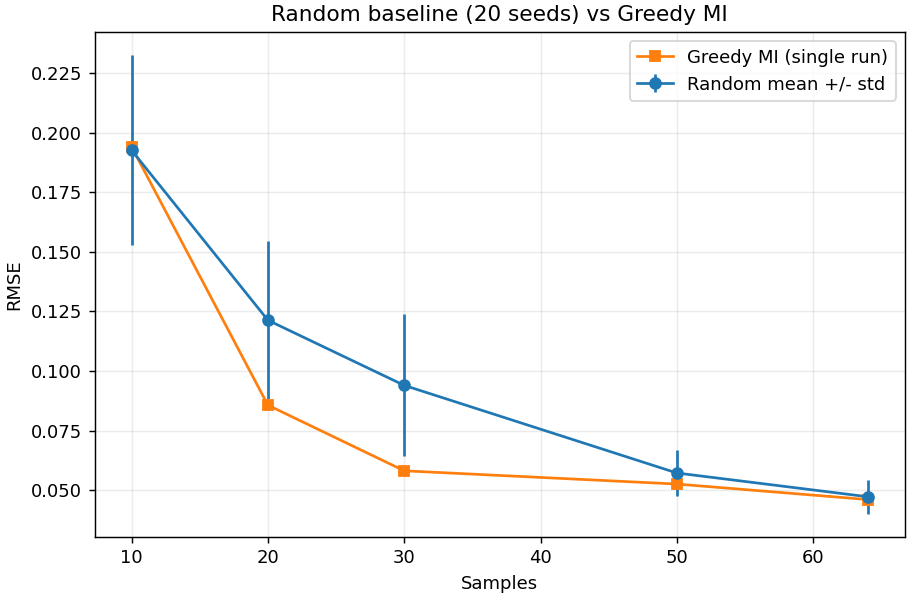 Random baseline (20 seeds) vs Greedy MI
Greedy MI (single run)
Random mean +/- std
RMSE
0.225
0.200
0.175
0.150
0.125
0.100
0.075
0.050
10 20 30 40 50 60
Samples